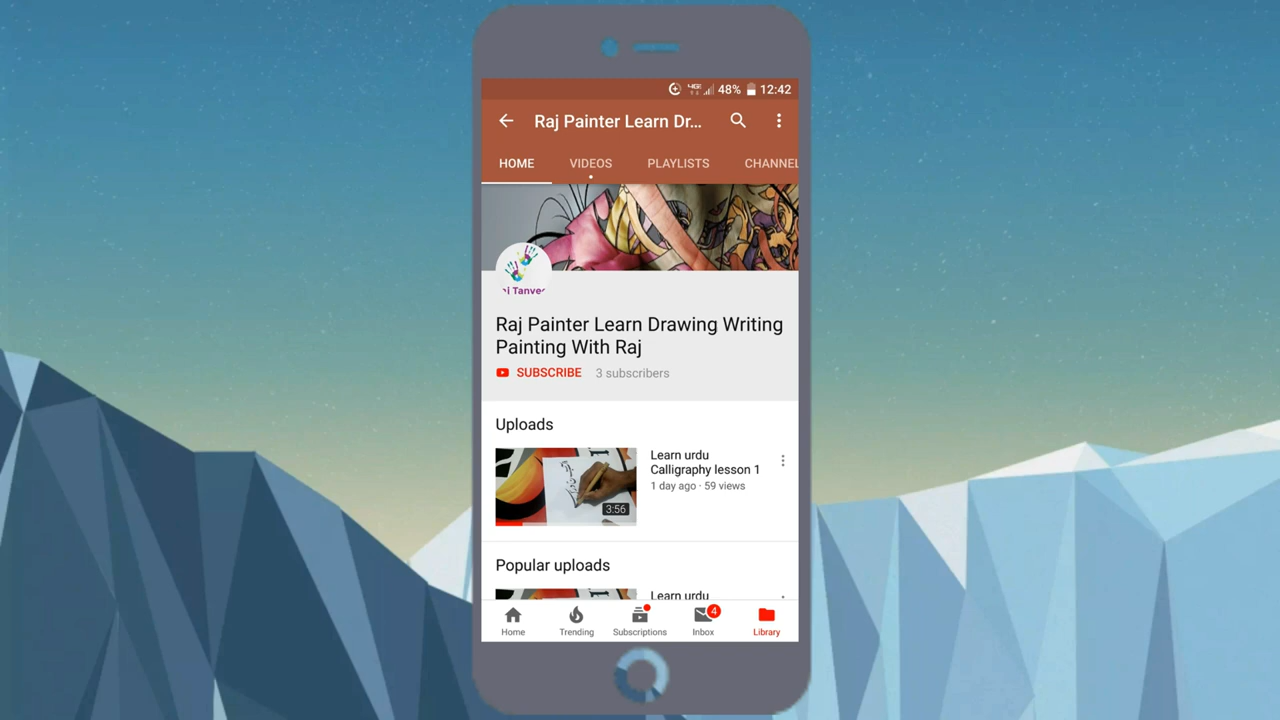 48% 12:42
Raj Painter Learn Dr...
HOME VIDEOS PLAYLISTS CHANNEL
Raj Painter Learn Drawing Writing
Painting With Raj
SUBSCRIBE 3 subscribers
Uploads
Learn urdu
Calligraphy lesson 1
1 day ago · 59 views
3:56
Popular uploads
Learn urdu
4
Home Trending Subscriptions Inbox Library